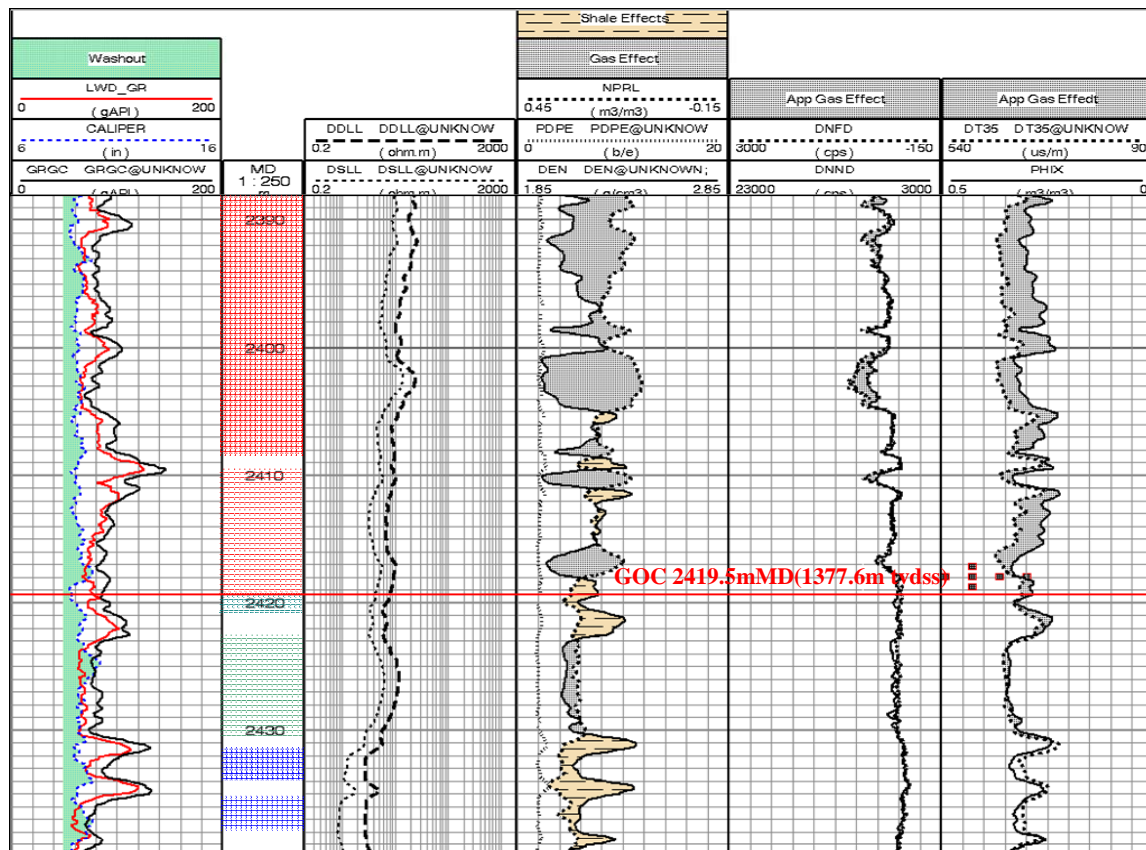 Shale Effects
Washout
Gas Effect
LWD_GR
0 200
(gAPI)
NPRL
0.45 -0.15
(m3/m3)
App Gas Effect
App Gas Effect
CALIPER
6 16
(in)
DDLL DDLL@UNKNOW
0.2 2000
(ohm.m)
PDPE PDPE@UNKNOW
0 20
(b/e)
DNFD
3000 -150
(cps)
DT35 DT35@UNKNOW
540 90
(us/m)
GRGC GRGC@UNKNOW
0 200
(gAPI)
MD
1 : 250
m
DSLL DSLL@UNKNOW
0.2 2000
(ohm.m)
DEN DEN@UNKNOWN;
1.85 2.85
(g/cm3)
DNND
23000 3000
(cps)
PHIX
0.5 0
(m3/m3)
2390
2400
2410
GOC 2419.5mMD(1377.6m tvdss)
2420
2430